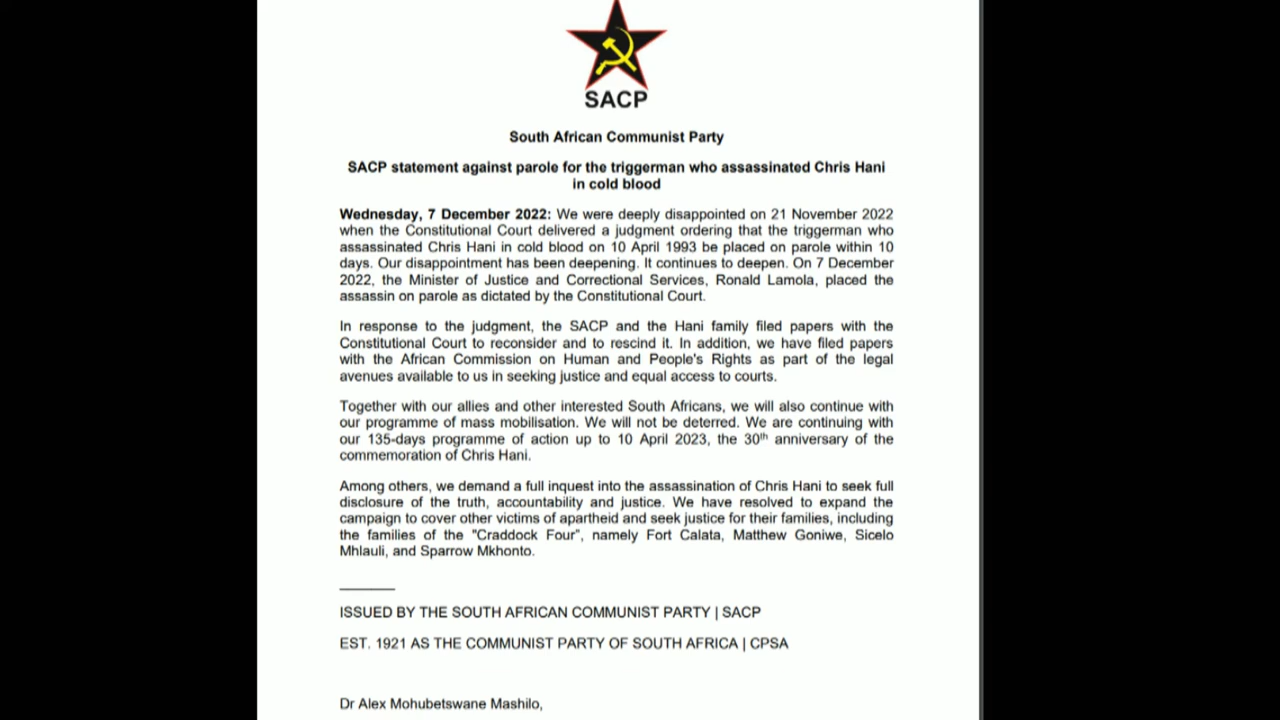 SACP
South African Communist Party
SACP statement against parole for the triggerman who assassinated Chris Hani
in cold blood
Wednesday, 7 December 2022: We were deeply disappointed on 21 November 2022
when the Constitutional Court delivered a judgment ordering that the triggerman who
assassinated Chris Hani in cold blood on 10 April 1993 be placed on parole within 10
days. Our disappointment has been deepening. It continues to deepen. On 7 December
2022, the Minister of Justice and Correctional Services, Ronald Lamola, placed the
assassin on parole as dictated by the Constitutional Court.
In response to the judgment, the SACP and the Hani family filed papers with the
Constitutional Court to reconsider and to rescind it. In addition, we have filed papers
with the African Commission on Human and People's Rights as part of the legal
avenues available to us in seeking justice and equal access to courts.
Together with our allies and other interested South Africans, we will also continue with
our programme of mass mobilisation. We will not be deterred. We are continuing with
our 135-days programme of action up to 10 April 2023, the 30th anniversary of the
commemoration of Chris Hani.
Among others, we demand a full inquest into the assassination of Chris Hani to seek full
disclosure of the truth, accountability and justice. We have resolved to expand the
campaign to cover other victims of apartheid and seek justice for their families, including
the families of the "Craddock Four", namely Fort Calata, Matthew Goniwe, Sicelo
Mhlauli, and Sparrow Mkhonto.
ISSUED BY THE SOUTH AFRICAN COMMUNIST PARTY | SACP
EST. 1921 AS THE COMMUNIST PARTY OF SOUTH AFRICA | CPSA
Dr Alex Mohubetswane Mashilo,